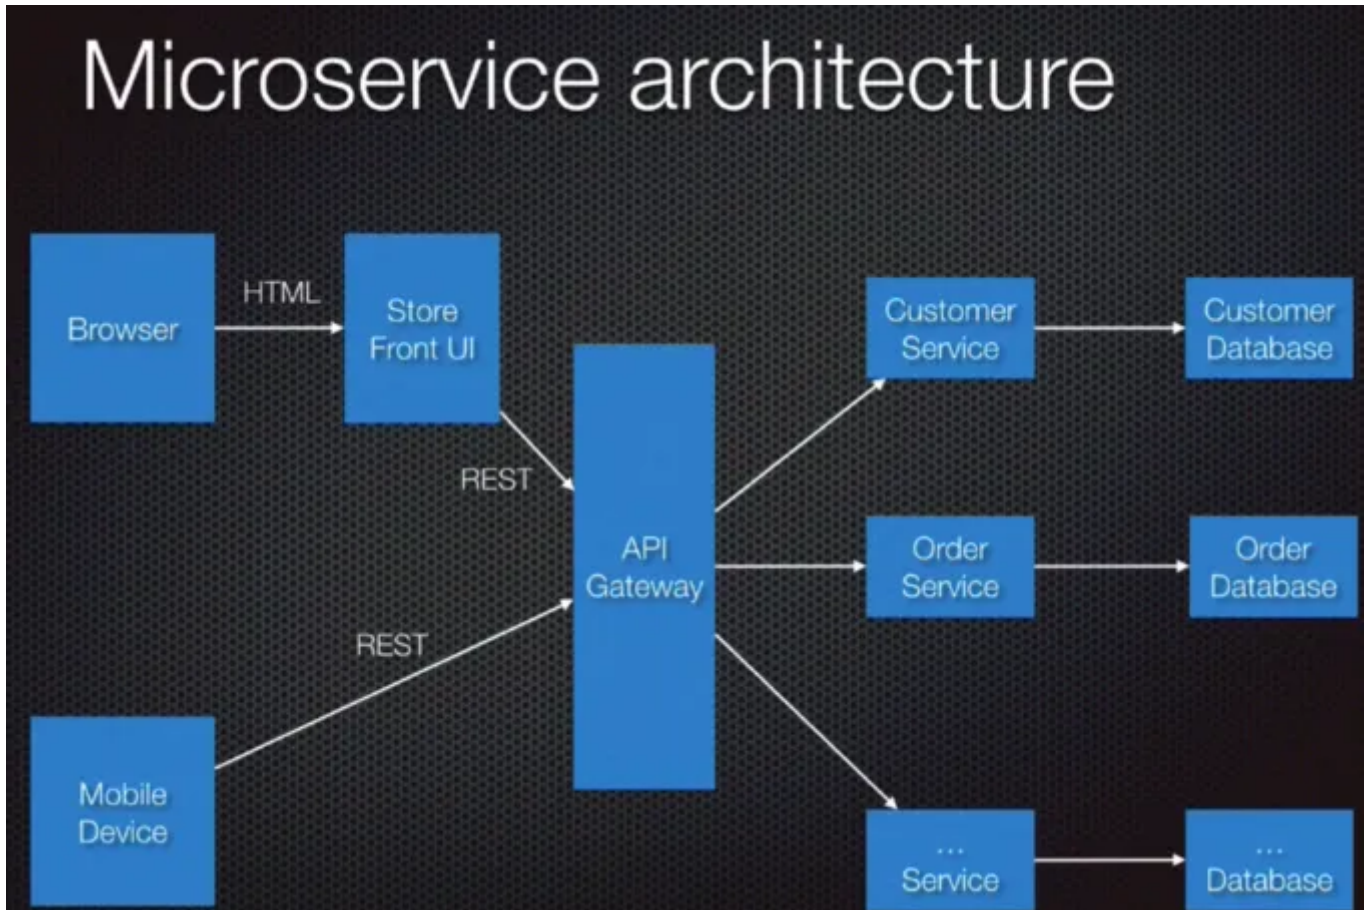 Microservice architecture
Browser
HTML
Store
Front UI
REST
API
Gateway
REST
Mobile
Device
Customer
Service
Customer
Database
Order
Service
Order
Database
...
Service
...
Database